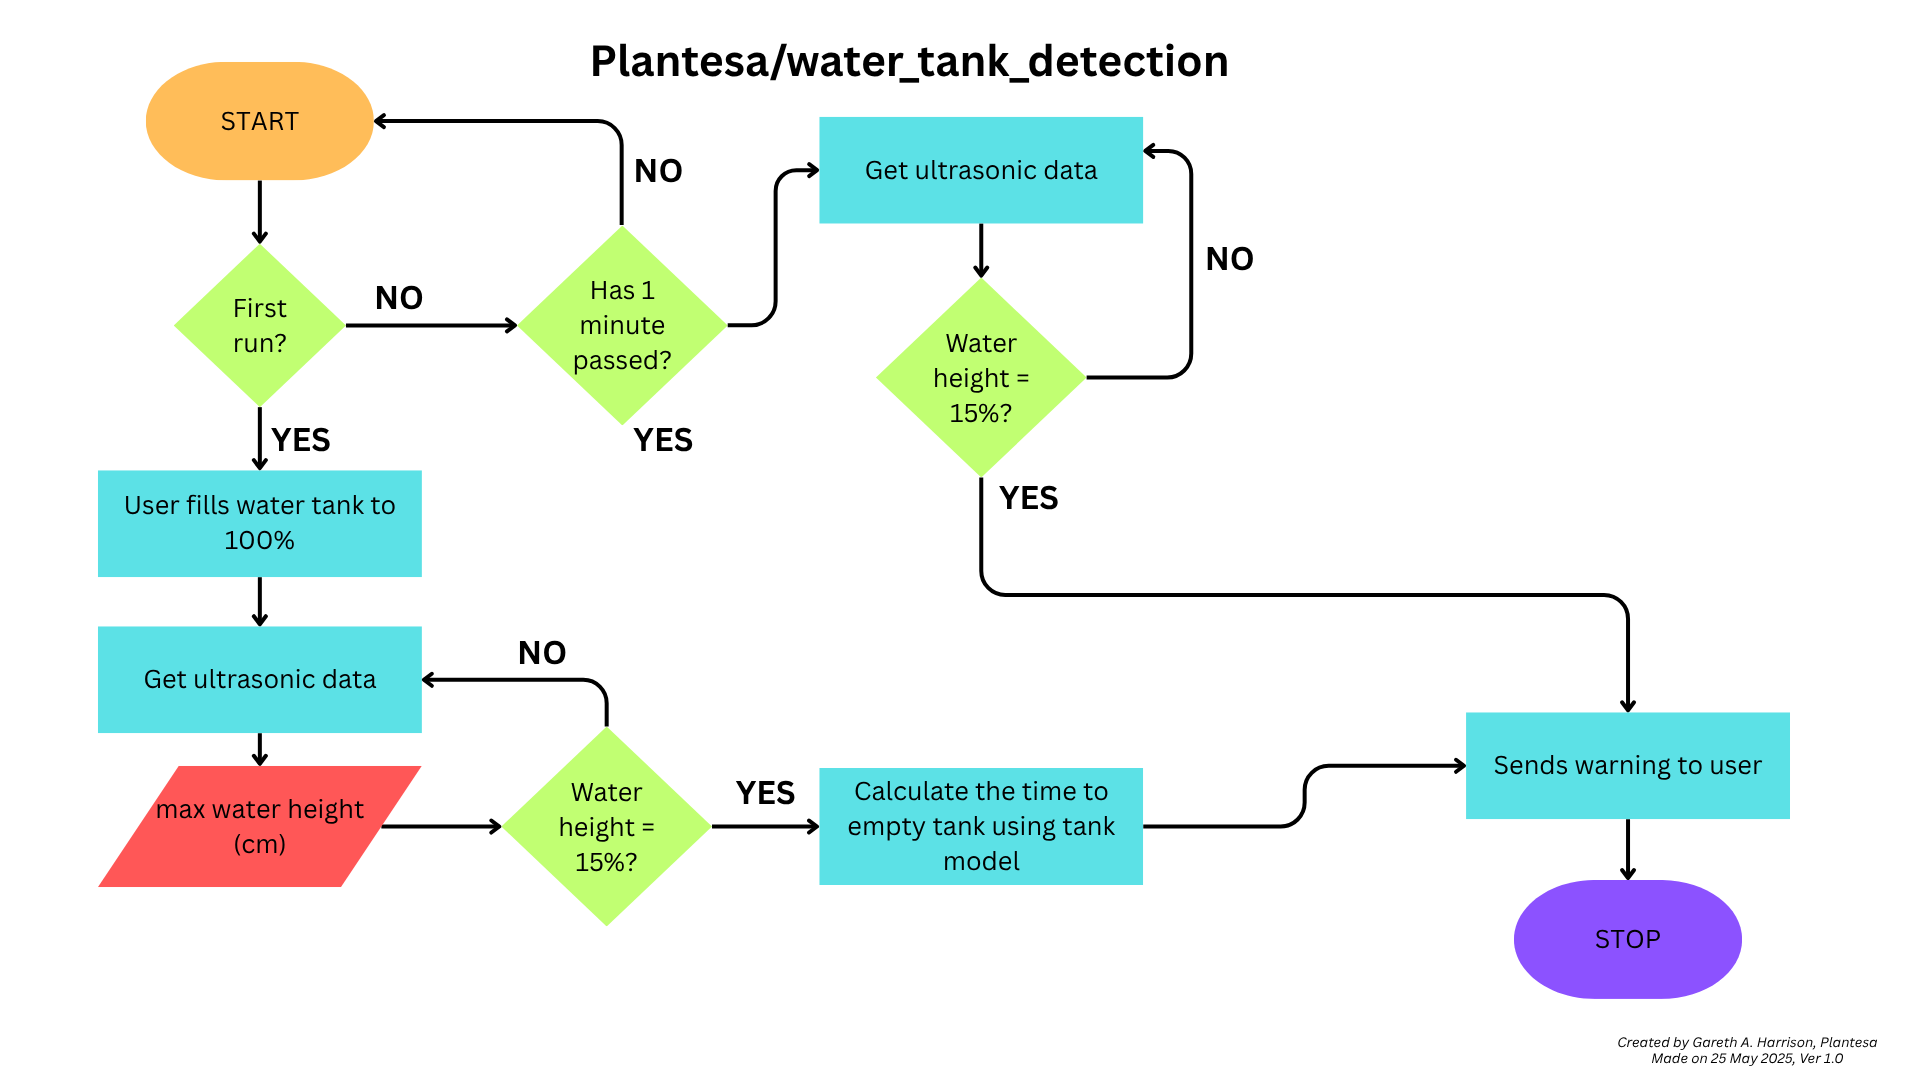 Plantesa/water_tank_detection
START
NO
First
run?
NO
Has 1
minute
passed?
YES
YES
Get ultrasonic data
NO
Water
height =
15%?
YES
User fills water tank to
100%
Get ultrasonic data
NO
max water height
(cm)
Water
height =
15%?
YES
Calculate the time to
empty tank using tank
model
Sends warning to user
STOP
Created by Gareth A. Harrison, Plantesa
Made on 25 May 2025, Ver 1.0